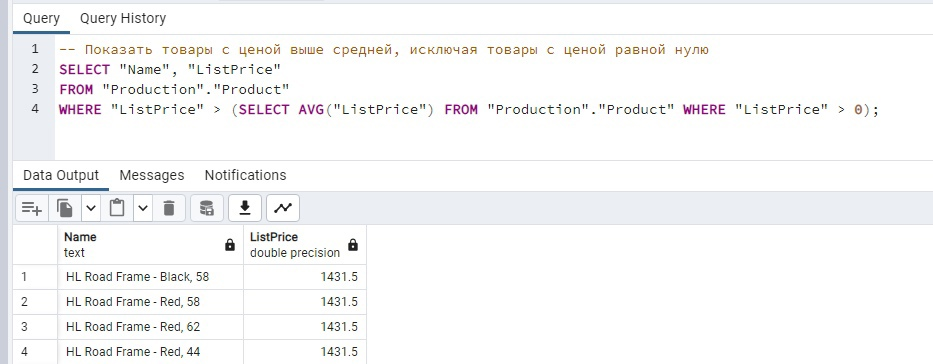 Query Query History
1 -- Показать товары с ценой выше средней, исключая товары с ценой равной нулю
2 SELECT "Name", "ListPrice"
3 FROM "Production"."Product"
4 WHERE "ListPrice" > (SELECT AVG("ListPrice") FROM "Production"."Product" WHERE "ListPrice" > 0);
Data Output Messages Notifications
Name ListPrice
text double precision
1 HL Road Frame - Black, 58 1431.5
2 HL Road Frame - Red, 58 1431.5
3 HL Road Frame - Red, 62 1431.5
4 HL Road Frame - Red, 44 1431.5